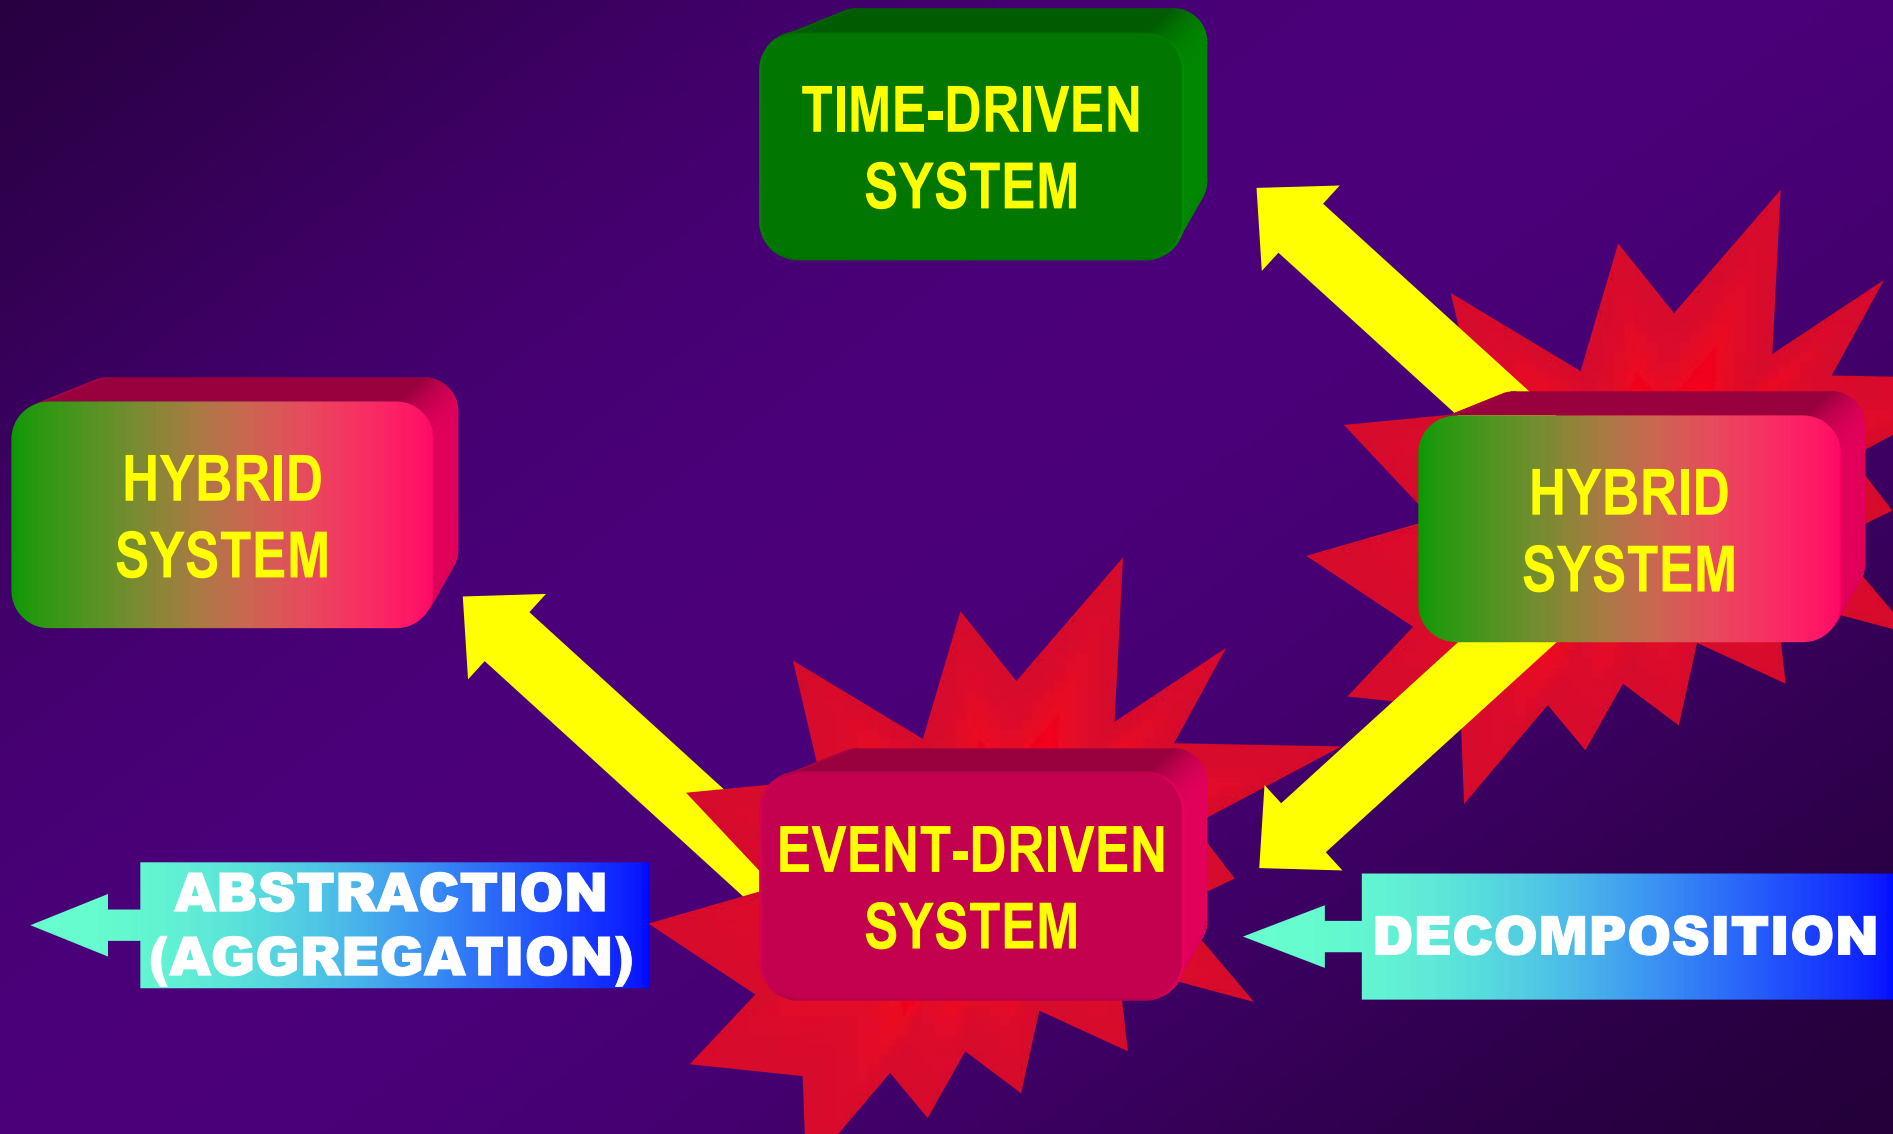 TIME-DRIVEN
SYSTEM
HYBRID
SYSTEM
HYBRID
SYSTEM
EVENT-DRIVEN
SYSTEM
ABSTRACTION
(AGGREGATION)
DECOMPOSITION